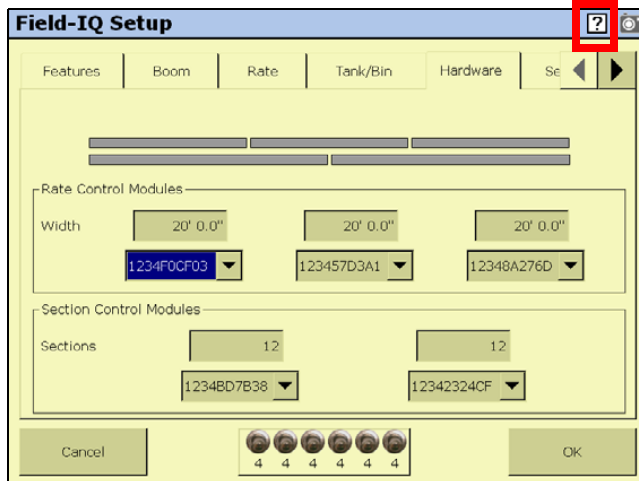 Field-IQ Setup ?
Features Boom Rate Tank/Bin Hardware Se
Rate Control Modules
Width 20' 0.0" 20' 0.0" 20' 0.0"
1234F0CF03 123457D3A1 12348A276D
Section Control Modules
Sections 12 12
1234BD7B38 12342324CF
Cancel 4 4 4 4 4 4 OK